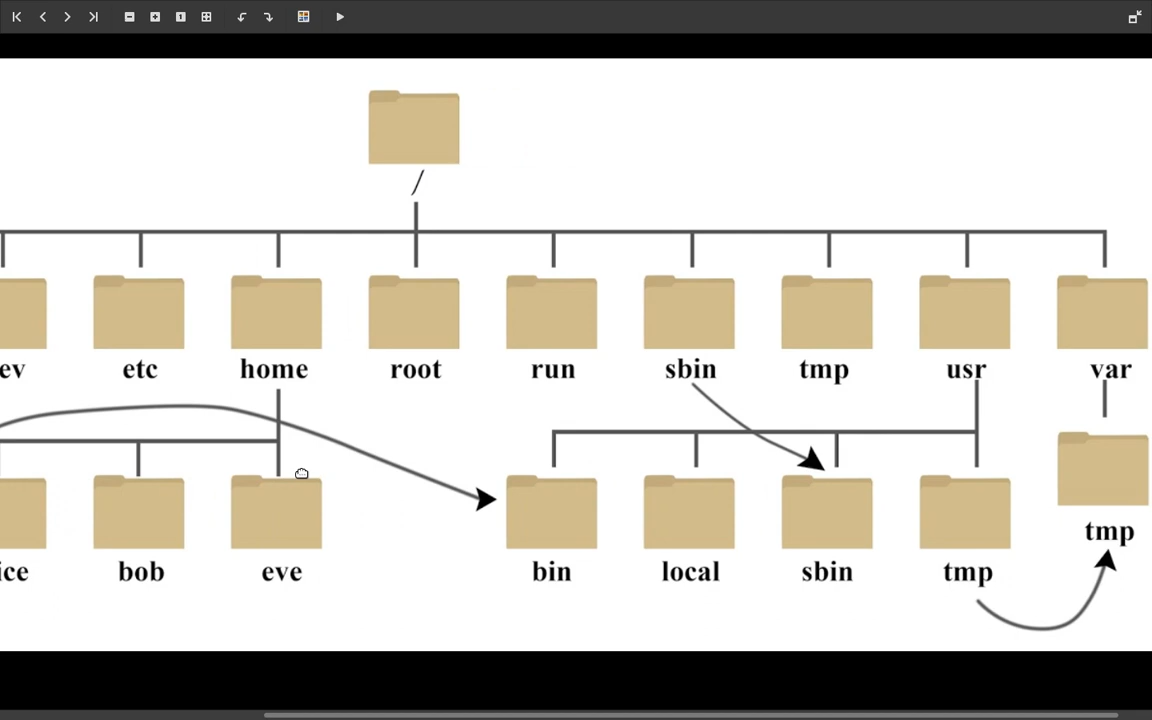 /
ev etc home root run sbin tmp usr var
tmp
ice bob eve bin local sbin tmp